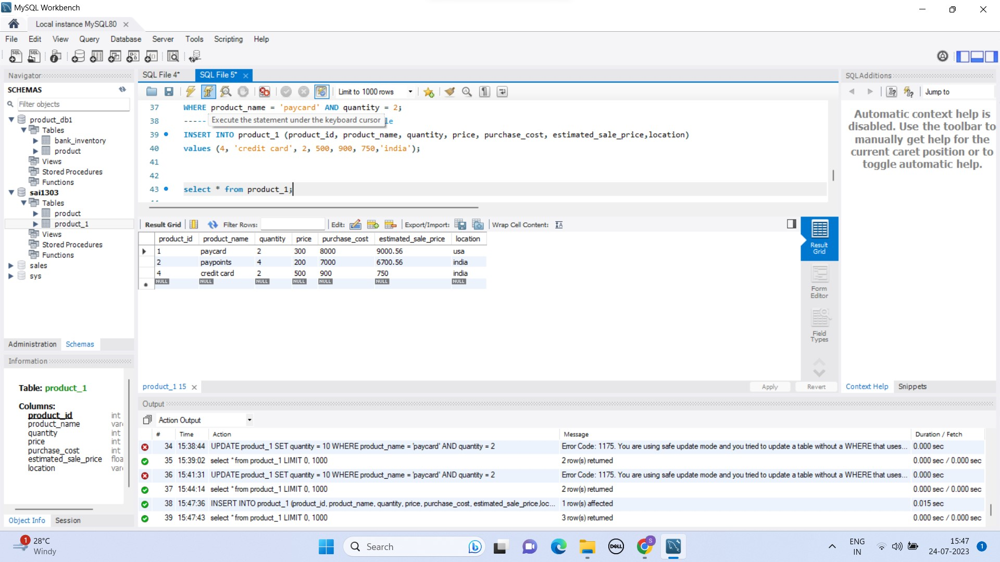 MySQL Workbench
Local instance MySQL80
File Edit View Query Database Server Tools Scripting Help
Navigator
SCHEMAS
Filter objects
product_db1
Tables
bank_inventory
product
Views
Stored Procedures
Functions
sai1303
Tables
product
product_1
Views
Stored Procedures
Functions
sales
sys
Administration Schemas
Information
Table: product_1
Columns:
product_id int
product_name
quantity int
price int
purchase_cost int
estimated_sale_price
location
Object Info Session
SQL File 4* SQL File 5*
Limit to 1000 rows
37 WHERE product_name = 'paycard' AND quantity = 2;
38 ----- le
Execute the statement under the keyboard cursor
39 INSERT INTO product_1 (product_id, product_name, quantity, price, purchase_cost, estimated_sale_price,location)
40 values (4, 'credit card', 2, 500, 900, 750,'india');
41
42
43 select * from product_1;
Result Grid Filter Rows: Edit: Export/Import: Wrap Cell Content:
product_id product_name quantity price purchase_cost estimated_sale_price location
1 paycard 2 300 8000 9000.56 usa
2 paypoints 4 200 7000 6700.56 india
4 credit card 2 500 900 750 india
NULL NULL NULL NULL NULL NULL NULL
Result
Grid
Form
Editor
Field
Types
product_1 15
Apply Revert
SQLAdditions
Jump to
Automatic context help is
disabled. Use the toolbar to
manually get help for the
current caret position or to
toggle automatic help.
Context Help Snippets
Output
Action Output
# Time Action Message Duration / Fetch
34 15:38:44 UPDATE product_1 SET quantity = 10 WHERE product_name = 'paycard' AND quantity = 2 Error Code: 1175. You are using safe update mode and you tried to update a table without a WHERE that uses... 0.000 sec
35 15:39:02 select * from product_1 LIMIT 0, 1000 2 row(s) returned 0.000 sec / 0.000 sec
36 15:41:31 UPDATE product_1 SET quantity = 10 WHERE product_name = 'paycard' AND quantity = 2 Error Code: 1175. You are using safe update mode and you tried to update a table without a WHERE that uses... 0.000 sec
37 15:44:14 select * from product_1 LIMIT 0, 1000 2 row(s) returned 0.000 sec / 0.000 sec
38 15:47:36 INSERT INTO product_1 (product_id, product_name, quantity, price, purchase_cost, estimated_sale_price,loc... 1 row(s) affected 0.015 sec
39 15:47:43 select * from product_1 LIMIT 0, 1000 3 row(s) returned 0.000 sec / 0.000 sec
1
28°C
Windy
Search
DELL
S
ENG
IN
15:47
24-07-2023
1